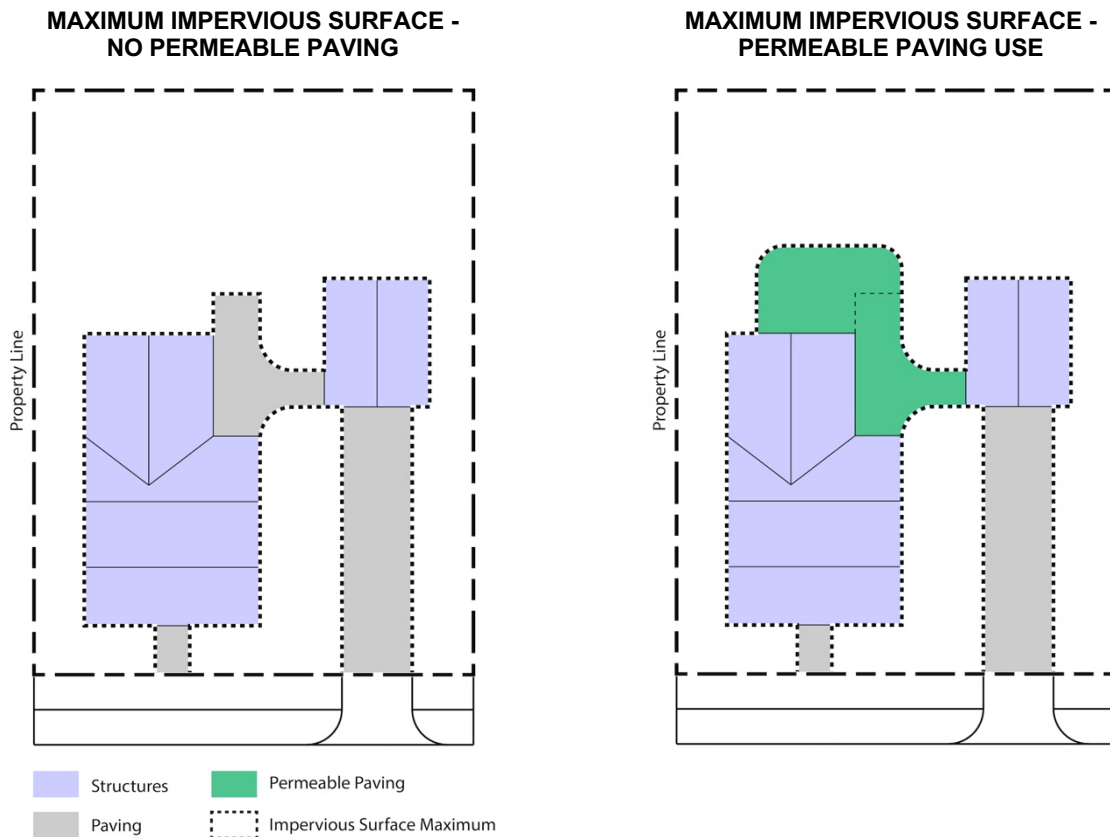 MAXIMUM IMPERVIOUS SURFACE -
NO PERMEABLE PAVING
MAXIMUM IMPERVIOUS SURFACE -
PERMEABLE PAVING USE
Property Line
Property Line
Structures
Permeable Paving
Paving
Impervious Surface Maximum